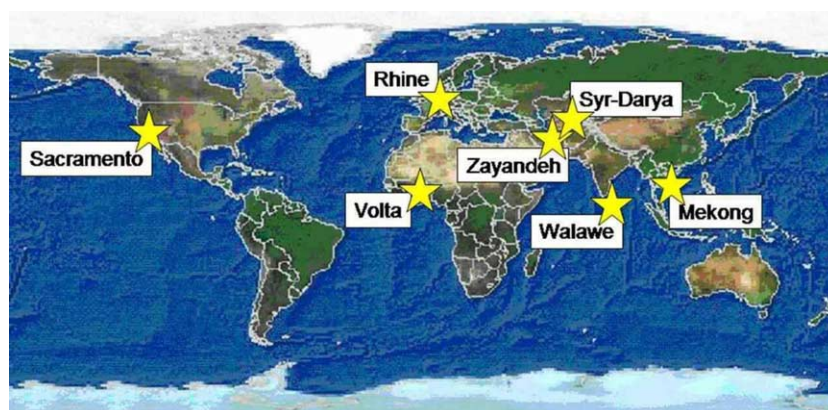 Rhine
Syr-Darya
Sacramento
Zayandeh
Volta
Walawe
Mekong